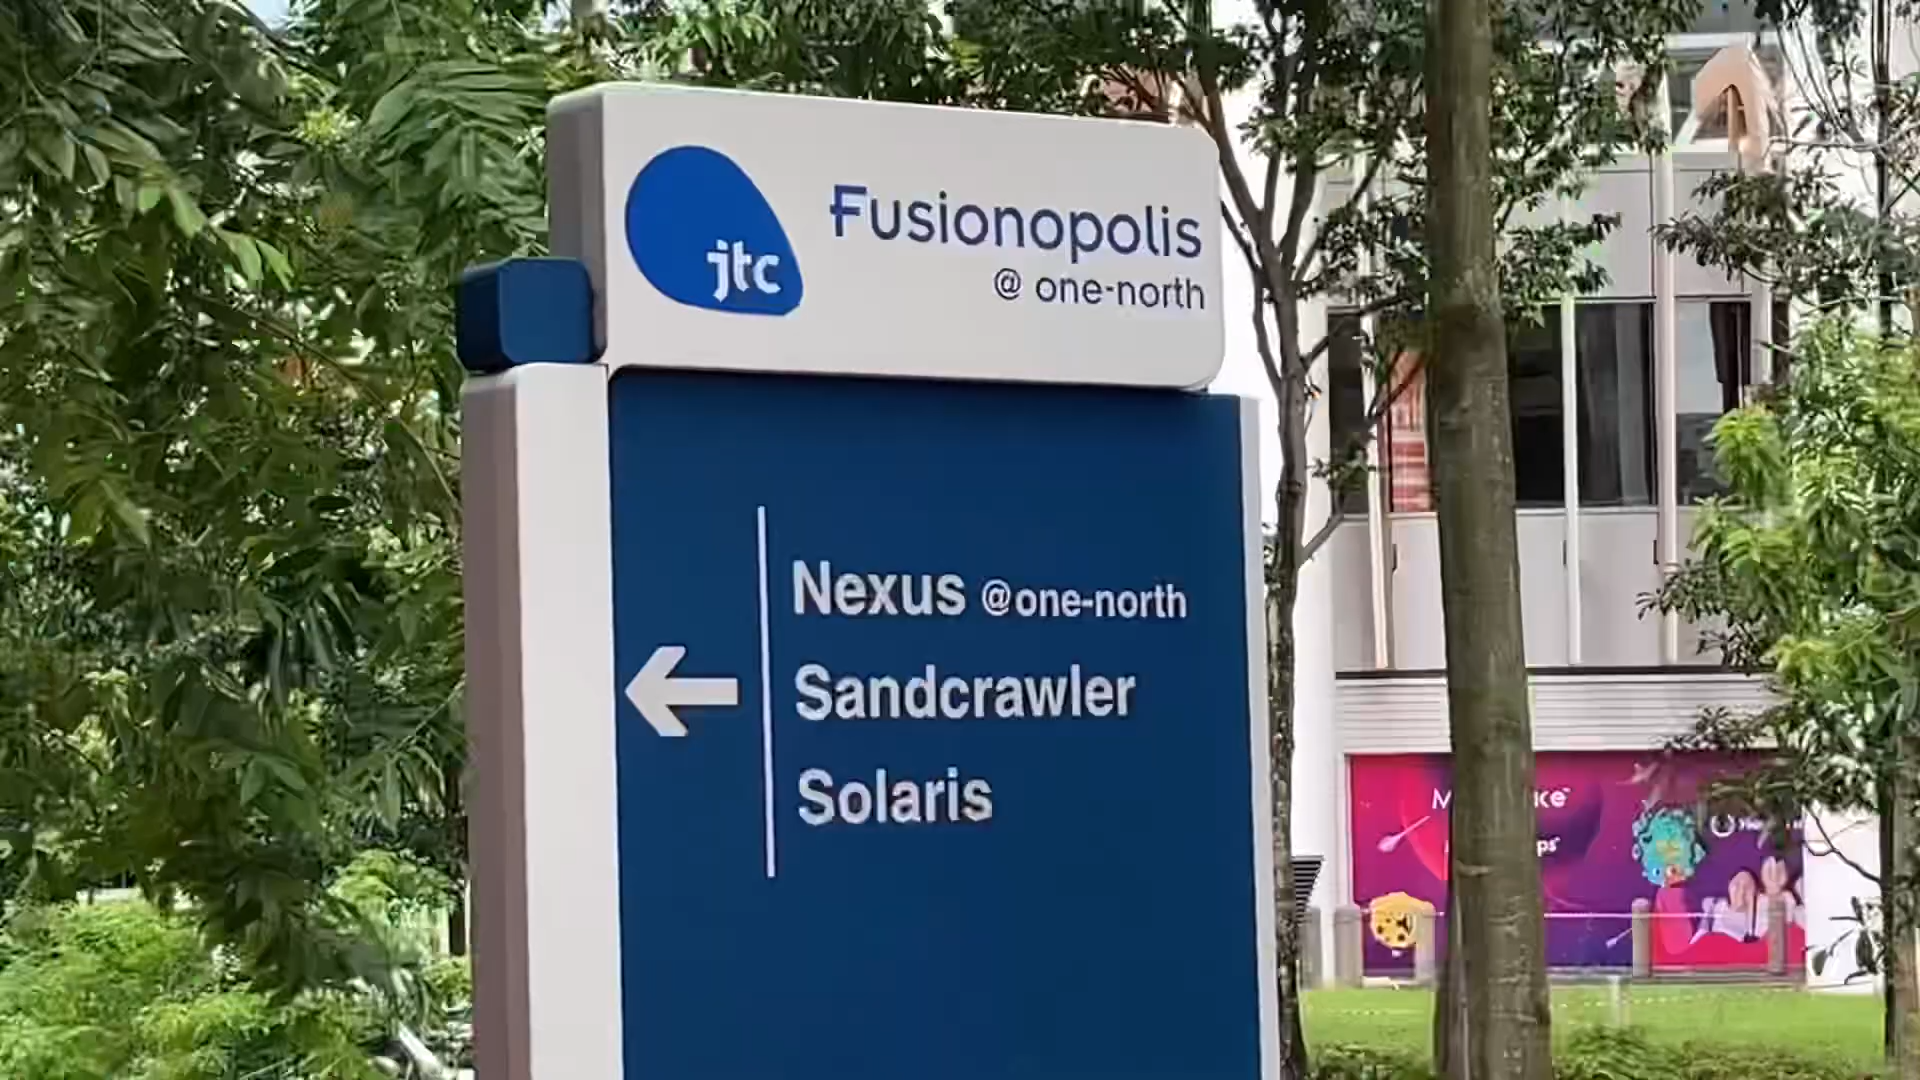 jtc
Fusionopolis
@ one-north
Nexus @one-north
Sandcrawler
Solaris